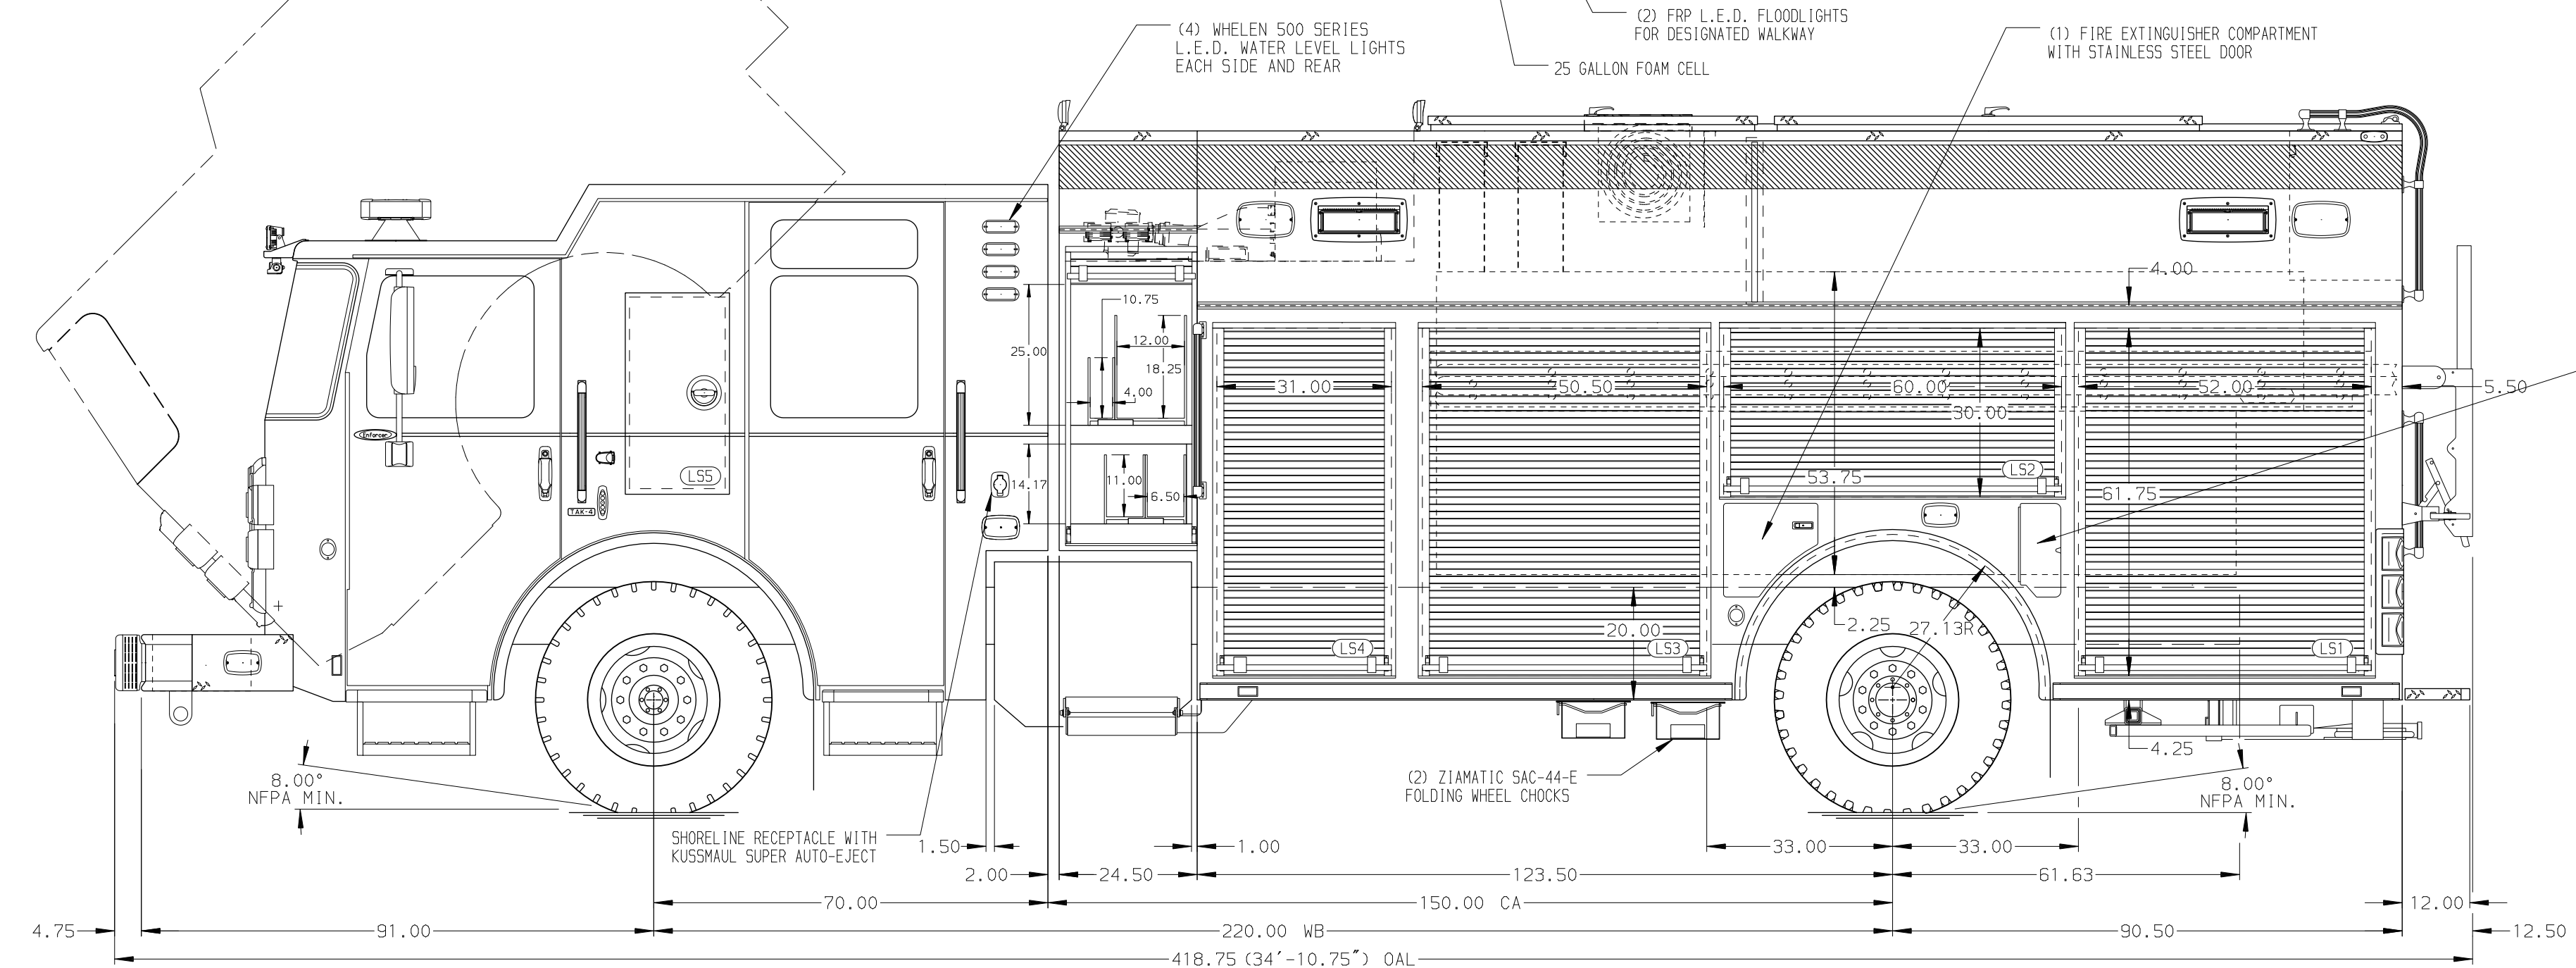 (4) WHELEN 500 SERIES
L.E.D. WATER LEVEL LIGHTS
EACH SIDE AND REAR
(2) FRP L.E.D. FLOODLIGHTS
FOR DESIGNATED WALKWAY
25 GALLON FOAM CELL
(1) FIRE EXTINGUISHER COMPARTMENT
WITH STAINLESS STEEL DOOR
4.00
10.75
12.00
25.00
18.25
4.00
31.00
50.50
60.00
52.00
5.50
30.00
Enforcer
LS5
LS2
14.17
11.00
6.50
53.75
61.75
TAK-4
20.00
2.25
27.13R
LS4
LS3
LS1
4.25
8.00°
NFPA MIN.
(2) ZIAMATIC SAC-44-E
FOLDING WHEEL CHOCKS
8.00°
NFPA MIN.
SHORELINE RECEPTACLE WITH
KUSSMAUL SUPER AUTO-EJECT
1.50
1.00
33.00
33.00
2.00
24.50
123.50
61.63
70.00
150.00 CA
12.00
4.75
91.00
220.00 WB
90.50
12.50
418.75 (34'-10.75") OAL